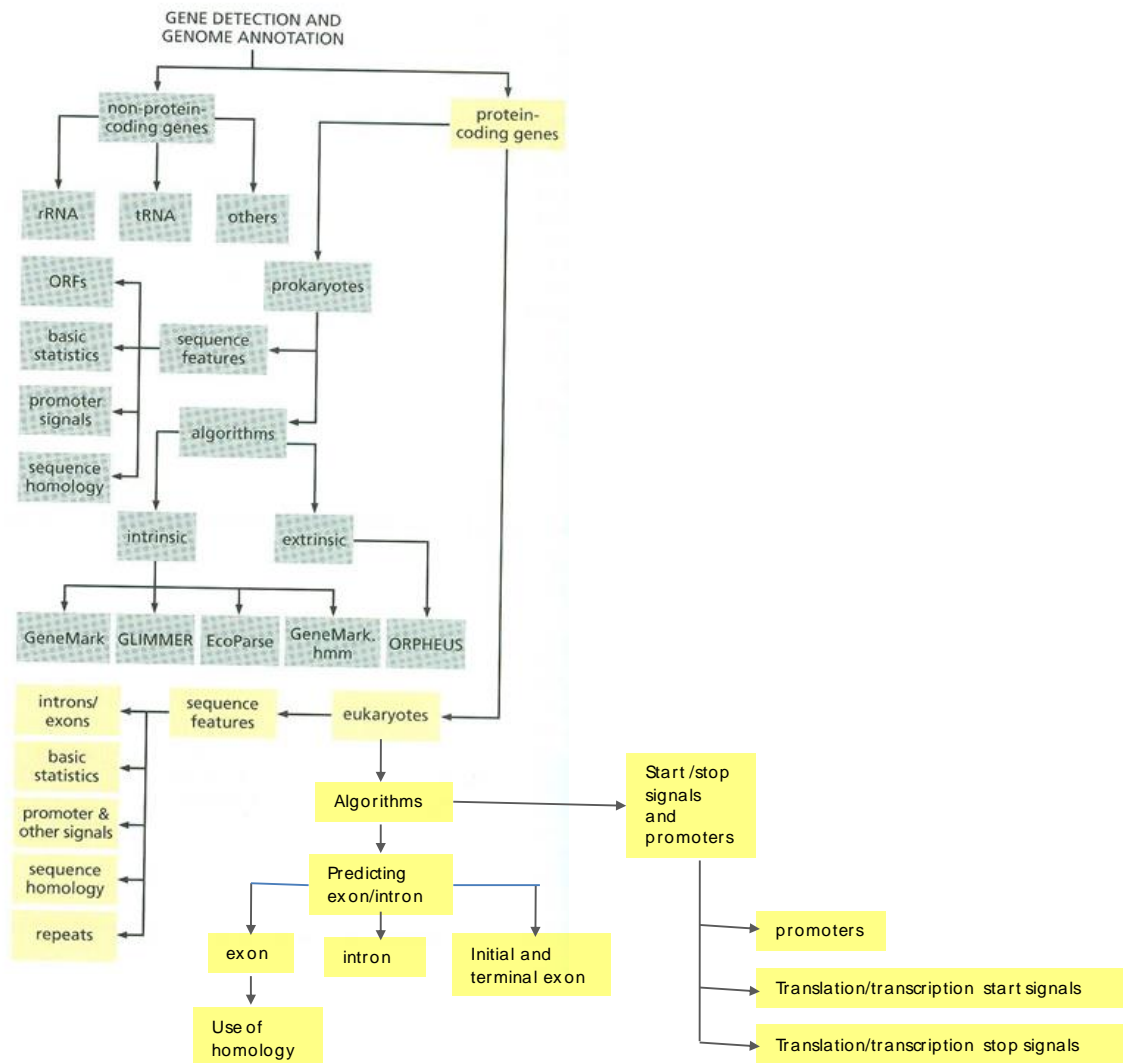 GENE DETECTION AND
GENOME ANNOTATION
non-protein-
coding genes
protein-
coding genes
rRNA
tRNA
others
ORFs
prokaryotes
basic
statistics
sequence
features
promoter
signals
algorithms
sequence
homology
intrinsic
extrinsic
GeneMark
GLIMMER
EcoParse
GeneMark.
hmm
ORPHEUS
introns/
exons
sequence
features
eukaryotes
basic
statistics
Start/stop
signals
and
promoters
Algorithms
promoter &
other signals
Predicting
exon/intron
sequence
homology
repeats
exon
intron
Initial and
terminal exon
promoters
Translation/transcription start signals
Use of
homology
Translation/transcription stop signals